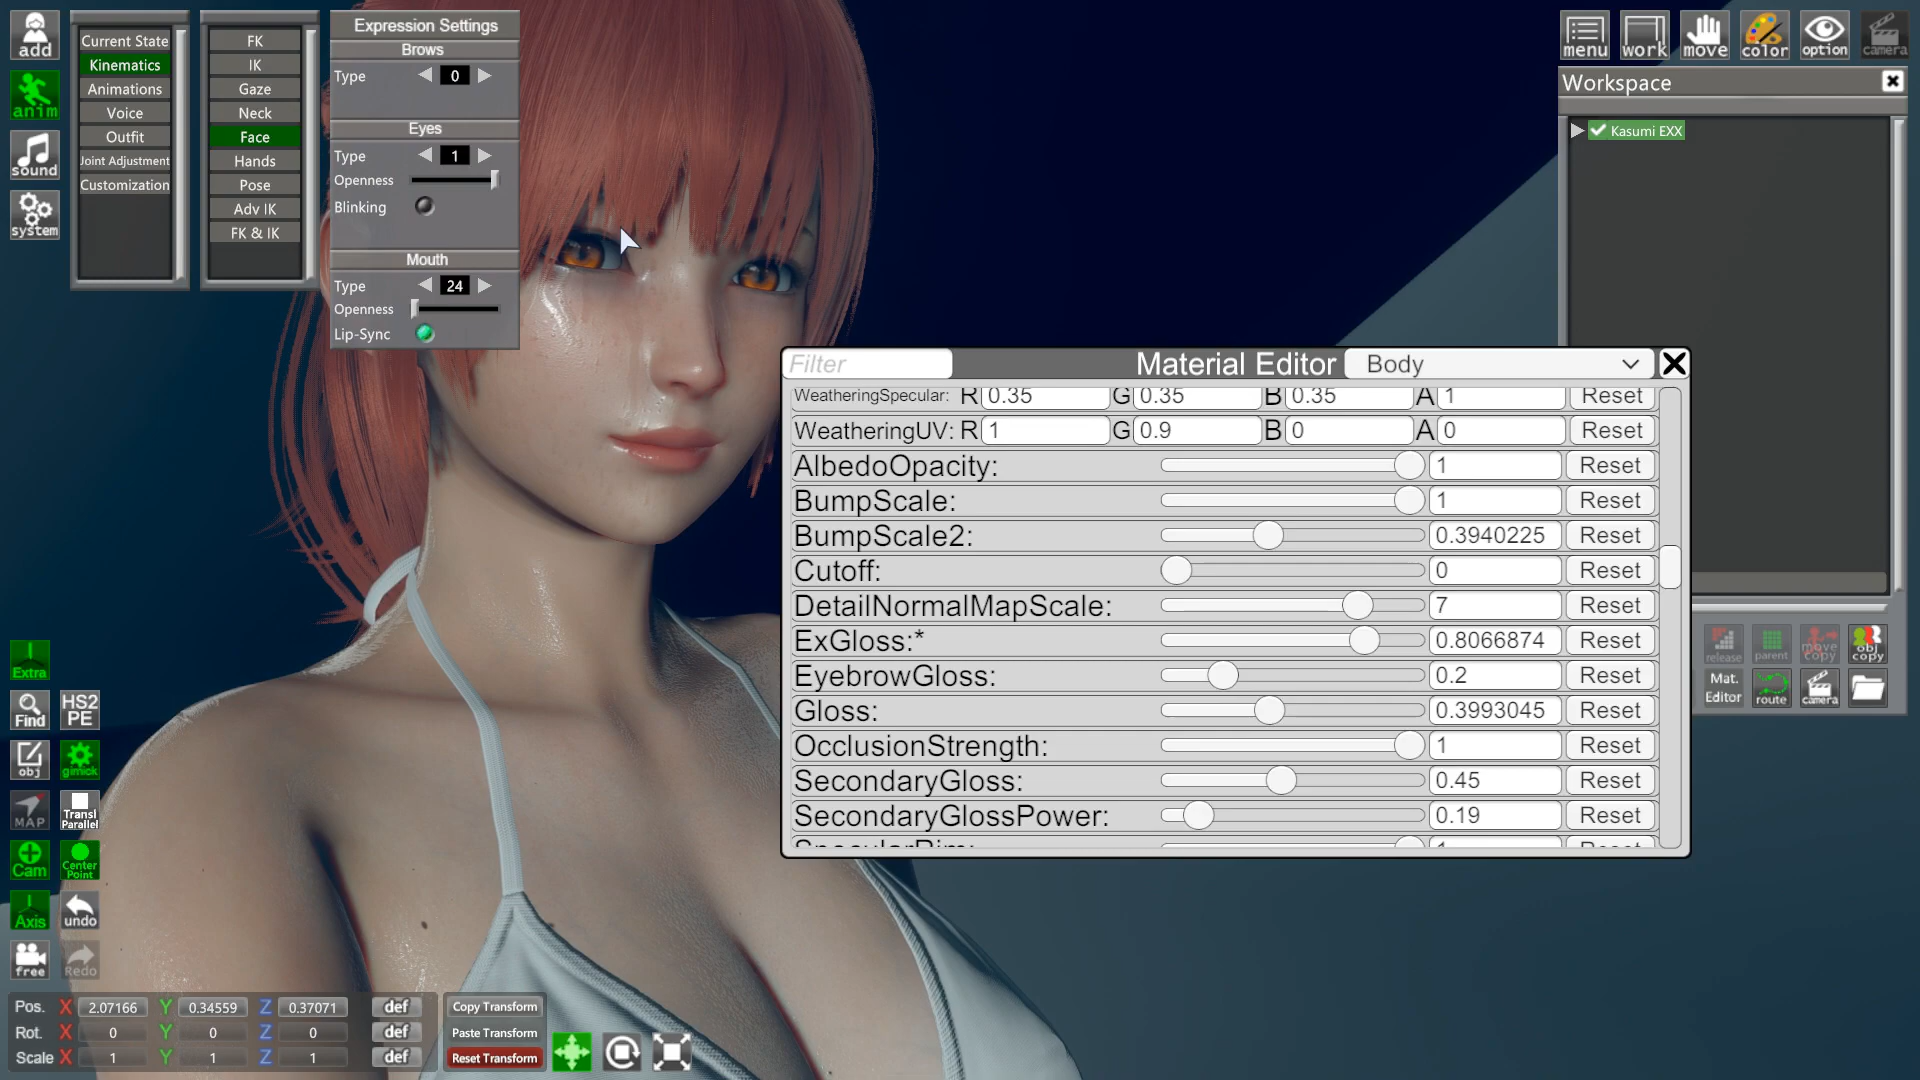 add
anim
sound
system
Current State
Kinematics
Animations
Voice
Outfit
Joint Adjustment
Customization
FK
IK
Gaze
Neck
Face
Hands
Pose
Adv IK
FK & IK
Expression Settings
Brows
Type 0
Eyes
Type 1
Openness
Blinking
Mouth
Type 24
Openness
Lip-Sync
menu work move color option camera
Workspace
Kasumi EXX
Filter Material Editor Body
WeatheringSpecular: R 0.35 G 0.35 B 0.35 A 1 Reset
WeatheringUV: R 1 G 0.9 B 0 A 0 Reset
AlbedoOpacity: 1 Reset
BumpScale: 1 Reset
BumpScale2: 0.3940225 Reset
Cutoff: 0 Reset
DetailNormalMapScale: 7 Reset
ExGloss:* 0.8066874 Reset
EyebrowGloss: 0.2 Reset
Gloss: 0.3993045 Reset
OcclusionStrength: 1 Reset
SecondaryGloss: 0.45 Reset
SecondaryGlossPower: 0.19 Reset
release parent move copy obj copy
Mat. Editor route camera
Extra
Find HS2 PE
obj gimick
MAP Transl Parallel
Cam Center Point
Axis undo
free Redo
Pos. X 2.07166 Y 0.34559 Z 0.37071 def
Rot. X 0 Y 0 Z 0 def
Scale X 1 Y 1 Z 1 def
Copy Transform
Paste Transform
Reset Transform